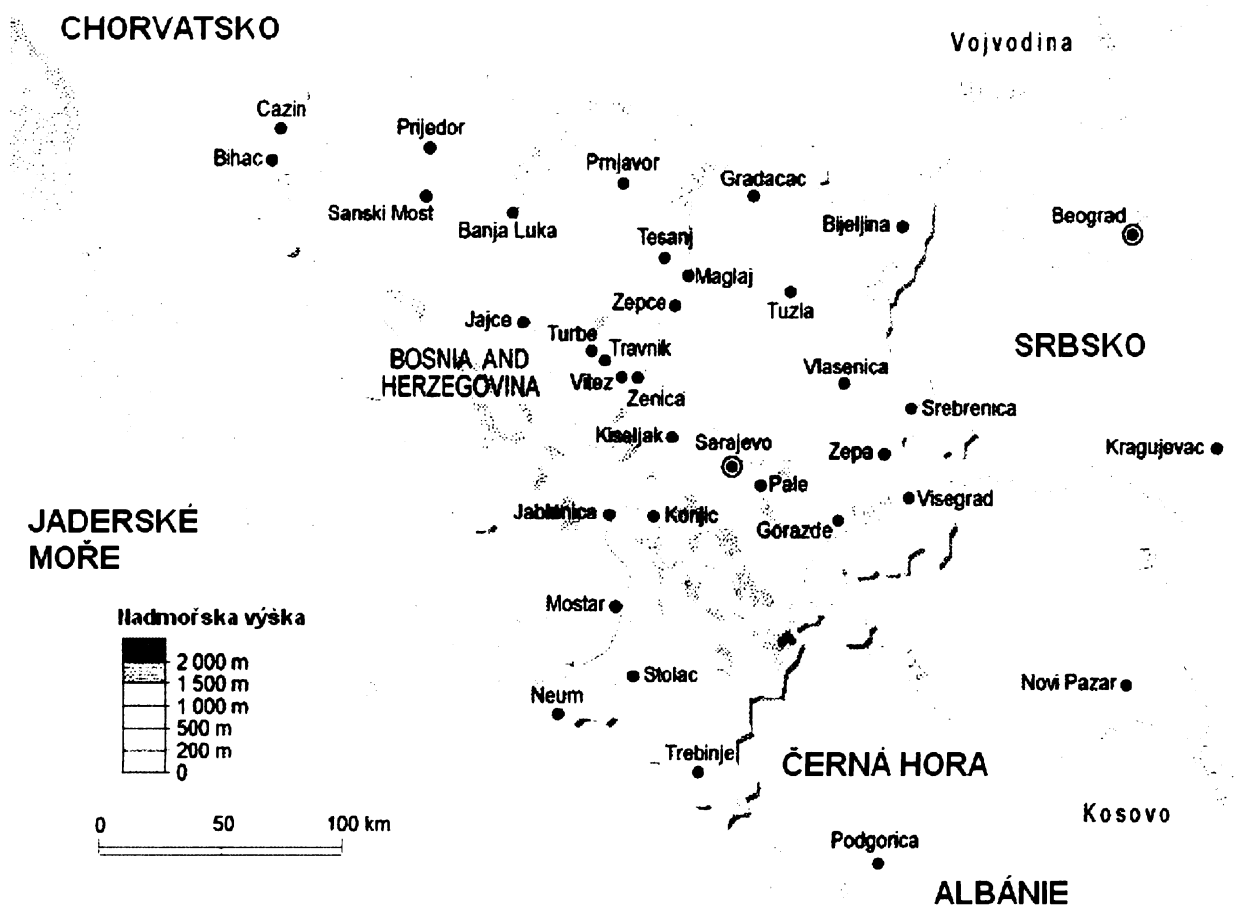 CHORVATSKO
Vojvodina
Cazin
Prijedor
Bihac
Prnjavor
Gradacac
Sanski Most
Banja Luka
Bijeljina
Beograd
Tesanj
Maglaj
Zepce
Tuzla
Jajce
Turbe
Travnik
SRBSKO
BOSNIA AND
HERZEGOVINA
Vitez
Zenica
Vlasenica
Srebrenica
Kiseljak
Sarajevo
Zepa
Kragujevac
Pale
Visegrad
JADERSKÉ
MOŘE
Jablanica
Konjic
Gorazde
Mostar
Nadmořska výška
2 000 m
1 500 m
1 000 m
500 m
200 m
0
Stolac
Neum
Novi Pazar
Trebinje
ČERNÁ HORA
Kosovo
0 50 100 km
Podgorica
ALBÁNIE